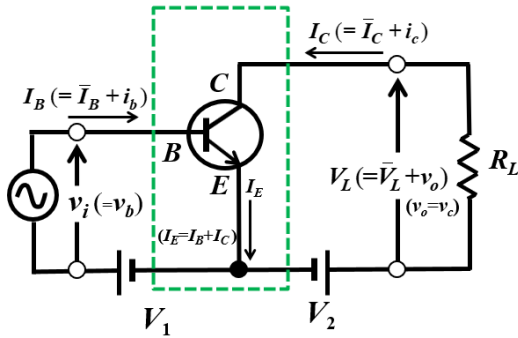 I_C (= Ī_C + i_c)
I_B (= Ī_B + i_b)
C
B
E
I_E
v_i (=v_b)
(I_E=I_B+I_C)
V_L (= V̄_L + v_o)
(v_o=v_c)
R_L
V_1
V_2